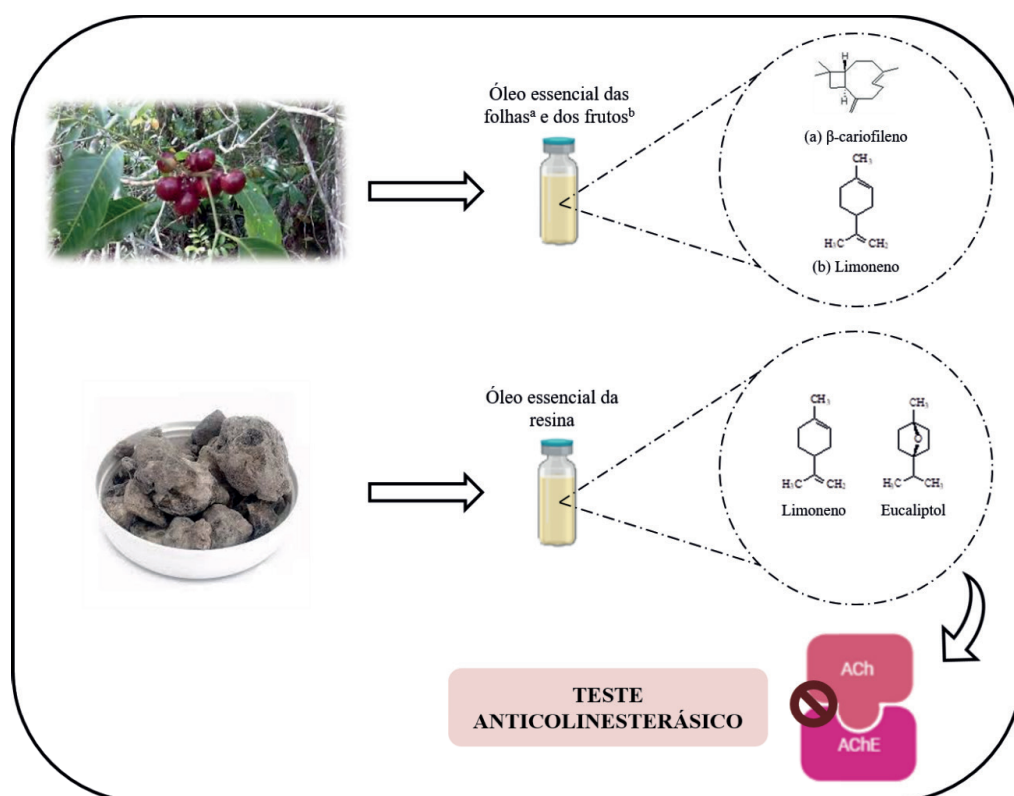 Óleo essencial das
folhasᵃ e dos frutosᵇ
H
H
(a) β-cariofileno
CH₃
H₃C
CH₂
(b) Limoneno
Óleo essencial da
resina
CH₃
H₃C
CH₂
Limoneno
CH₃
O
H₃C
CH₃
Eucaliptol
TESTE
ANTICOLINESTERÁSICO
ACh
AChE